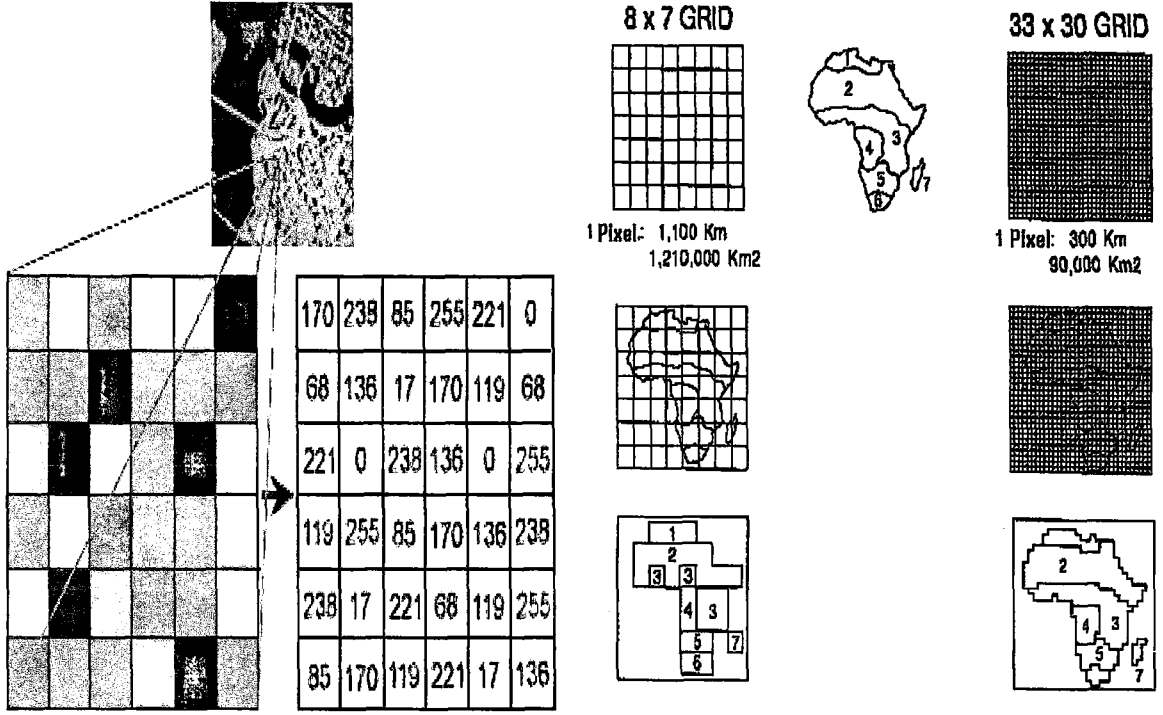 8 x 7 GRID
33 x 30 GRID
2
3
4
5
6
7
1 Pixel: 1,100 Km
1,210,000 Km2
1 Pixel: 300 Km
90,000 Km2
170 238 85 255 221 0
68 136 17 170 119 68
221 0 238 136 0 255
119 255 85 170 136 238
238 17 221 68 119 255
85 170 119 221 17 136
1
2
3 3
4 3
5 7
6
2
4 3
5
7